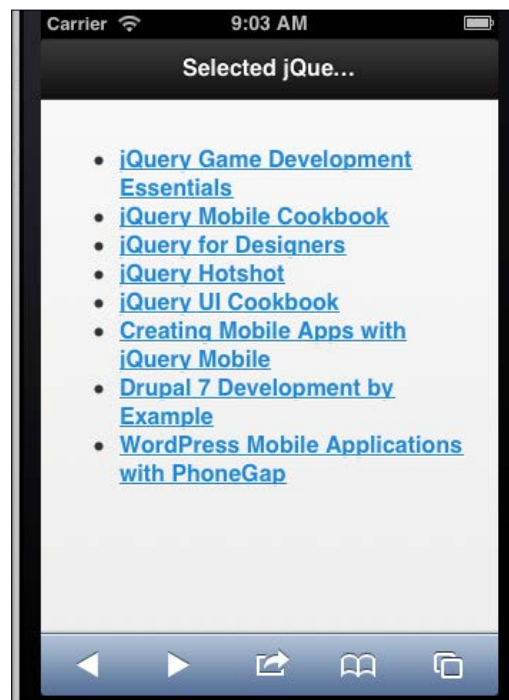 Carrier 9:03 AM
Selected jQue...
jQuery Game Development
Essentials
jQuery Mobile Cookbook
jQuery for Designers
jQuery Hotshot
jQuery UI Cookbook
Creating Mobile Apps with
jQuery Mobile
Drupal 7 Development by
Example
WordPress Mobile Applications
with PhoneGap